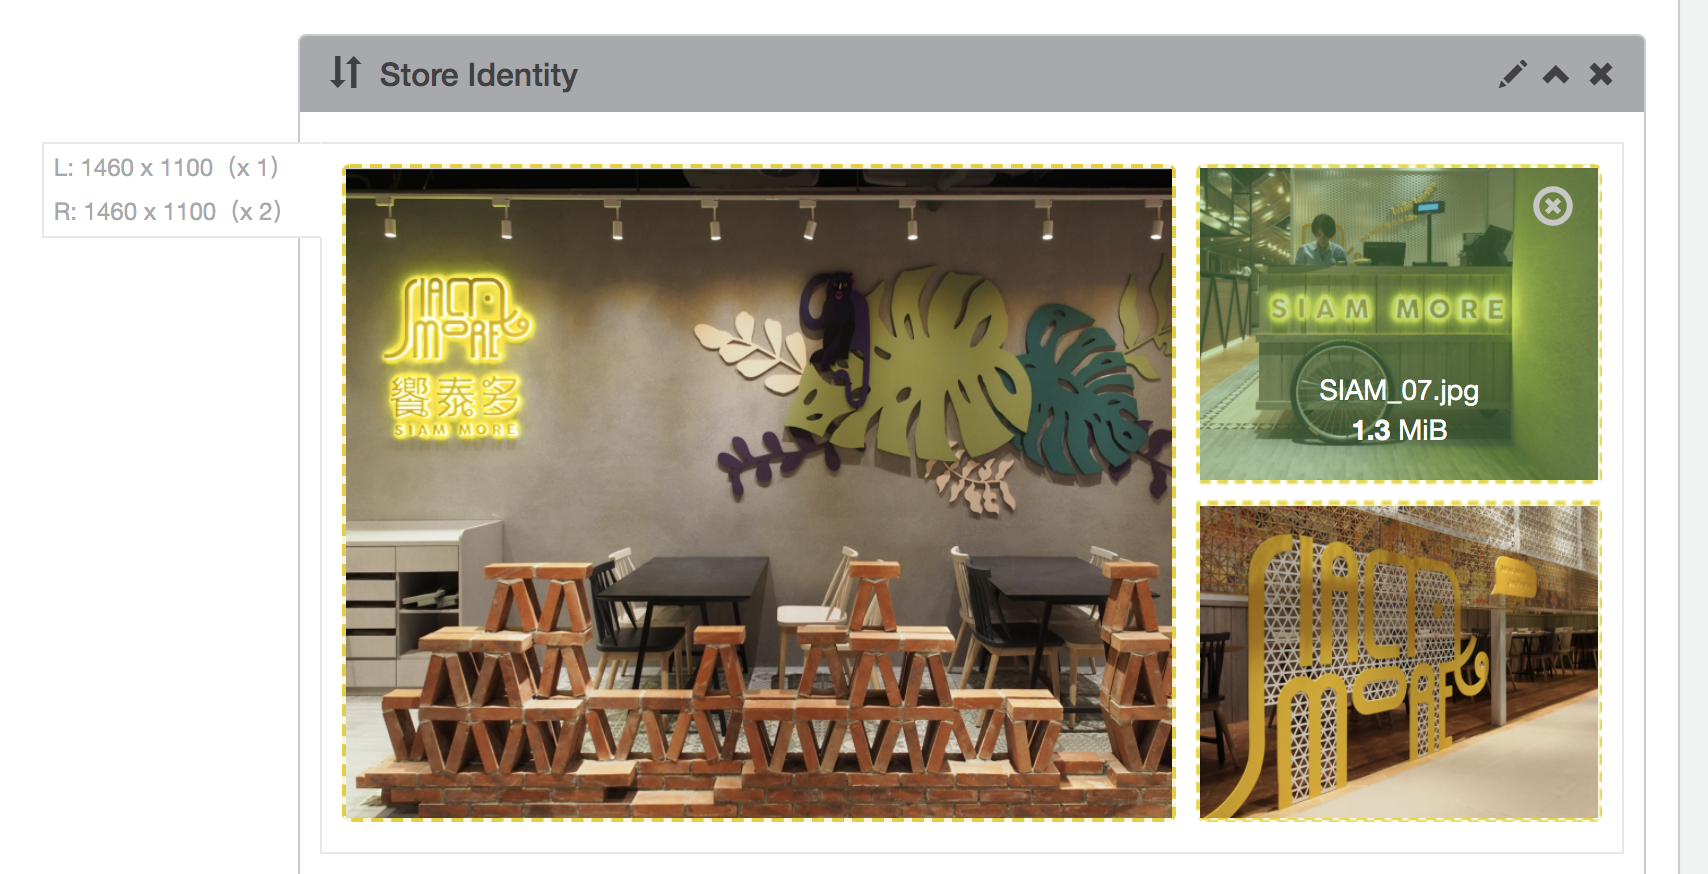 Store Identity
L: 1460 x 1100 (x 1)
R: 1460 x 1100 (x 2)
SIAM
MORE
饗泰多
SIAM MORE
SIAM MORE
SIAM_07.jpg
1.3 MiB
SIAM
MORE